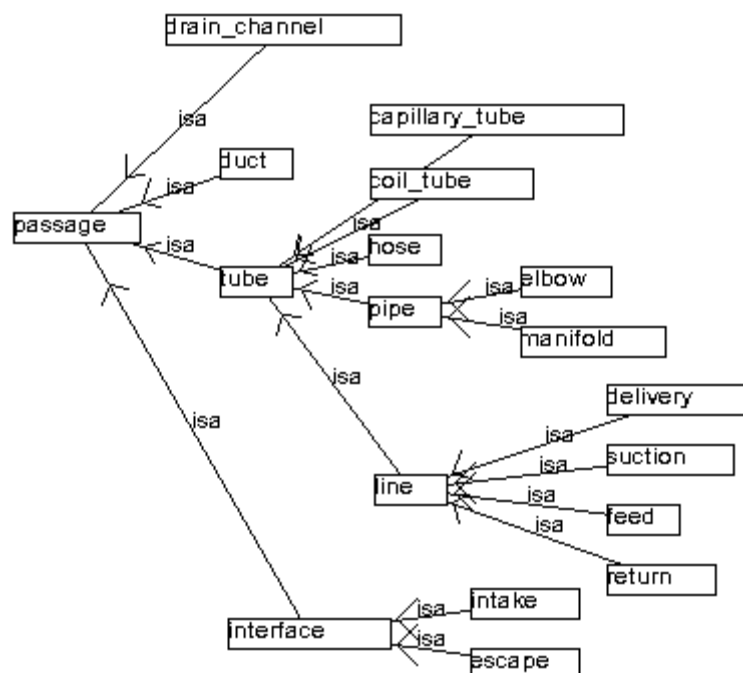 drain_channel
isa
capillary_tube
duct
isa
coil_tube
isa
passage
isa
hose
isa
tube
isa
pipe
isa
elbow
isa
manifold
isa
isa
delivery
isa
suction
isa
line
isa
feed
isa
return
isa
intake
isa
interface
isa
escape